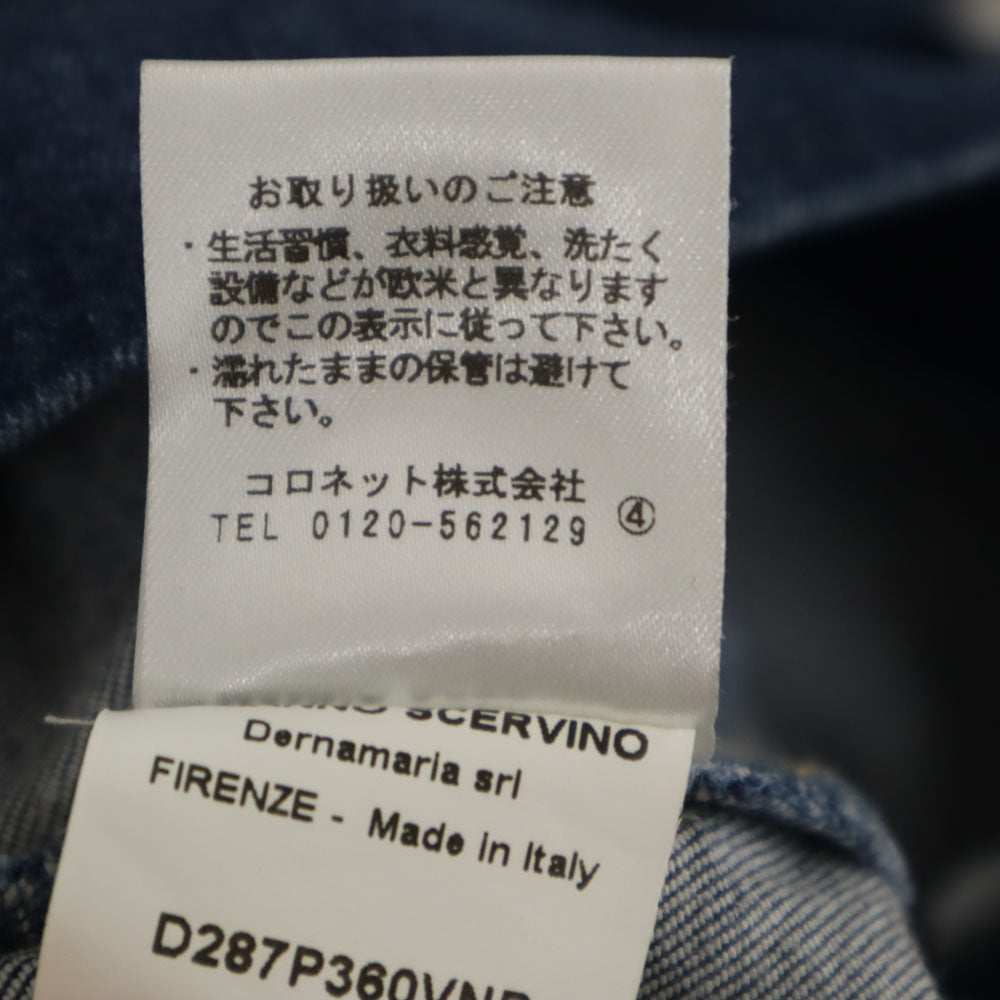 お取り扱いのご注意
・生活習慣、衣料感覚、洗たく
設備などが欧米と異なります
のでこの表示に従って下さい。
・濡れたままの保管は避けて
下さい。
コロネット株式会社
TEL 0120-562129 ④
SCERVINO
Dernamaria srl
FIRENZE - Made in Italy